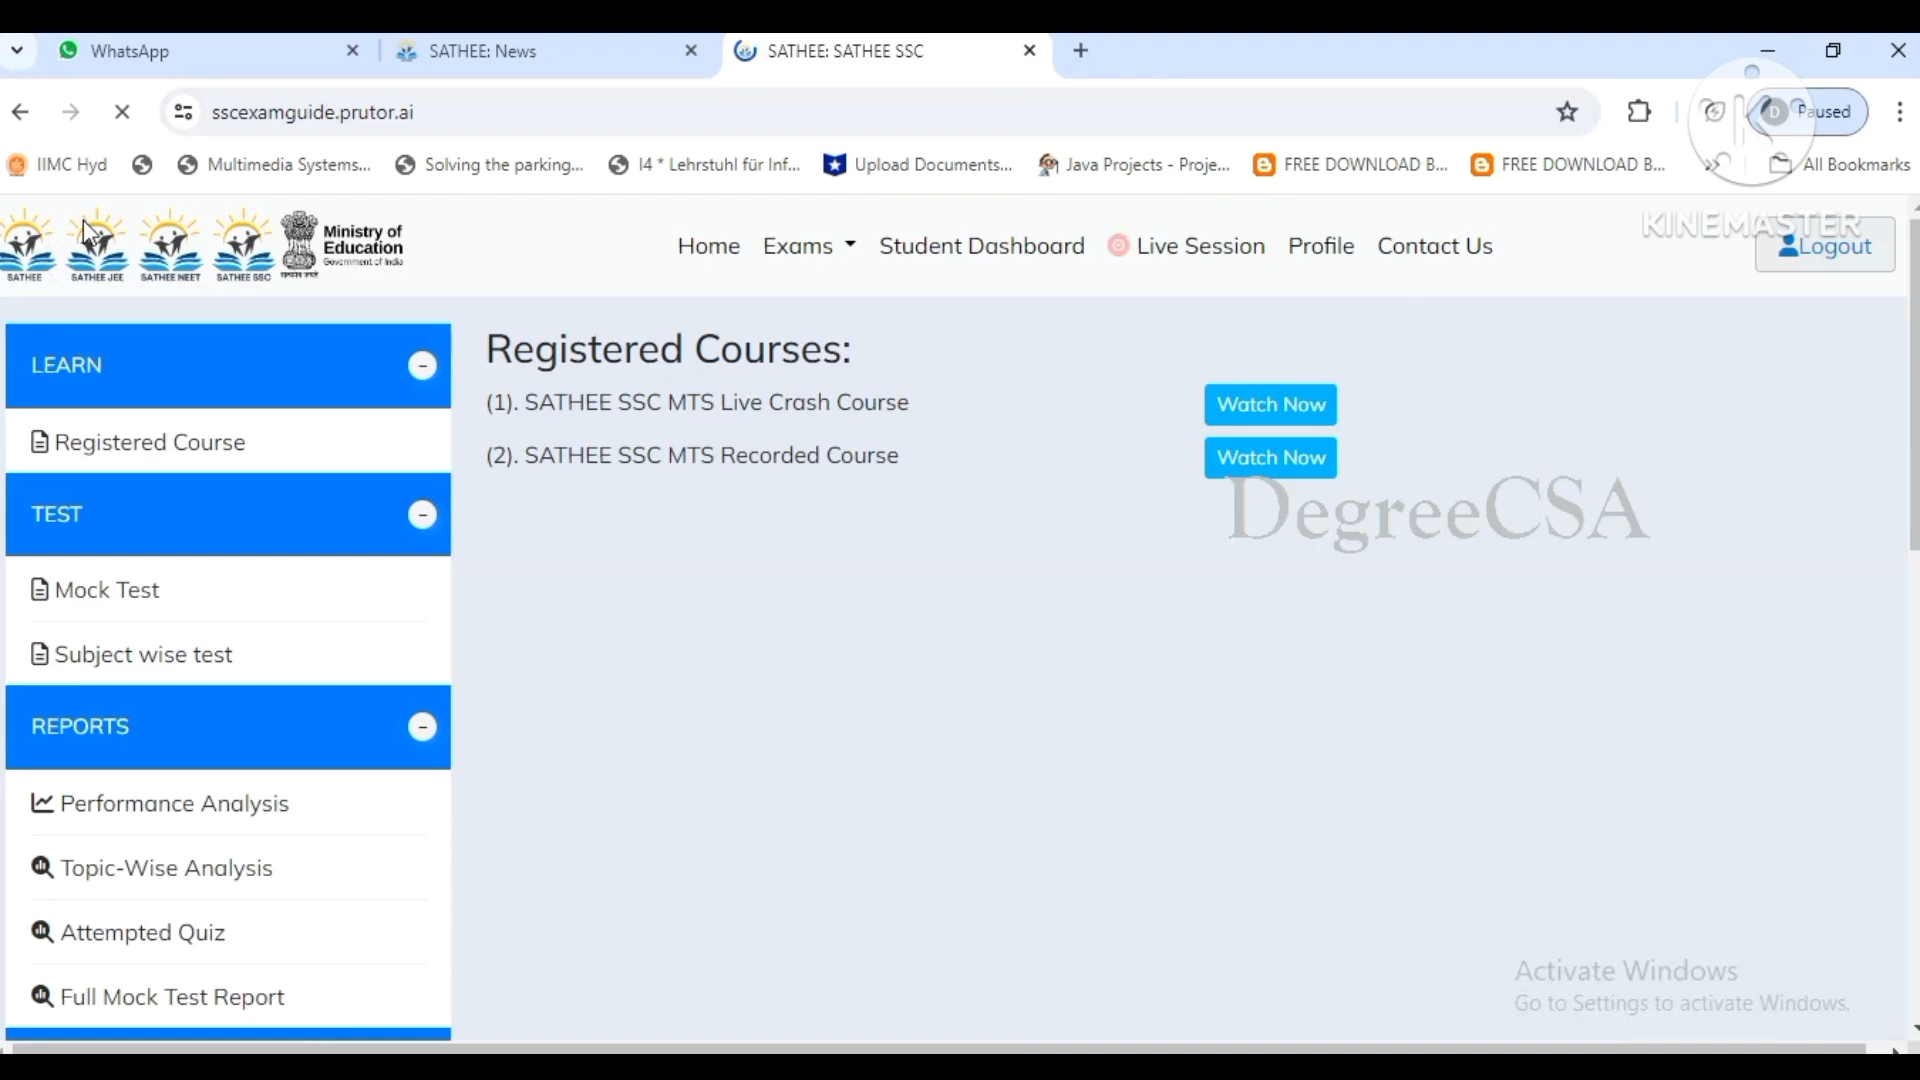 WhatsApp
SATHEE: News
SATHEE: SATHEE SSC
sscexamguide.prutor.ai
D Paused
IIMC Hyd
Multimedia Systems...
Solving the parking...
I4 * Lehrstuhl für Inf...
Upload Documents...
Java Projects - Proje...
FREE DOWNLOAD B...
FREE DOWNLOAD B...
All Bookmarks
KINEMASTER
SATHEE
SATHEE JEE
SATHEE NEET
SATHEE SSC
Ministry of
Education
Government of India
Home
Exams
Student Dashboard
Live Session
Profile
Contact Us
Logout
LEARN
Registered Course
TEST
Mock Test
Subject wise test
REPORTS
Performance Analysis
Topic-Wise Analysis
Attempted Quiz
Full Mock Test Report
Registered Courses:
(1). SATHEE SSC MTS Live Crash Course
Watch Now
(2). SATHEE SSC MTS Recorded Course
Watch Now
DegreeCSA
Activate Windows
Go to Settings to activate Windows.